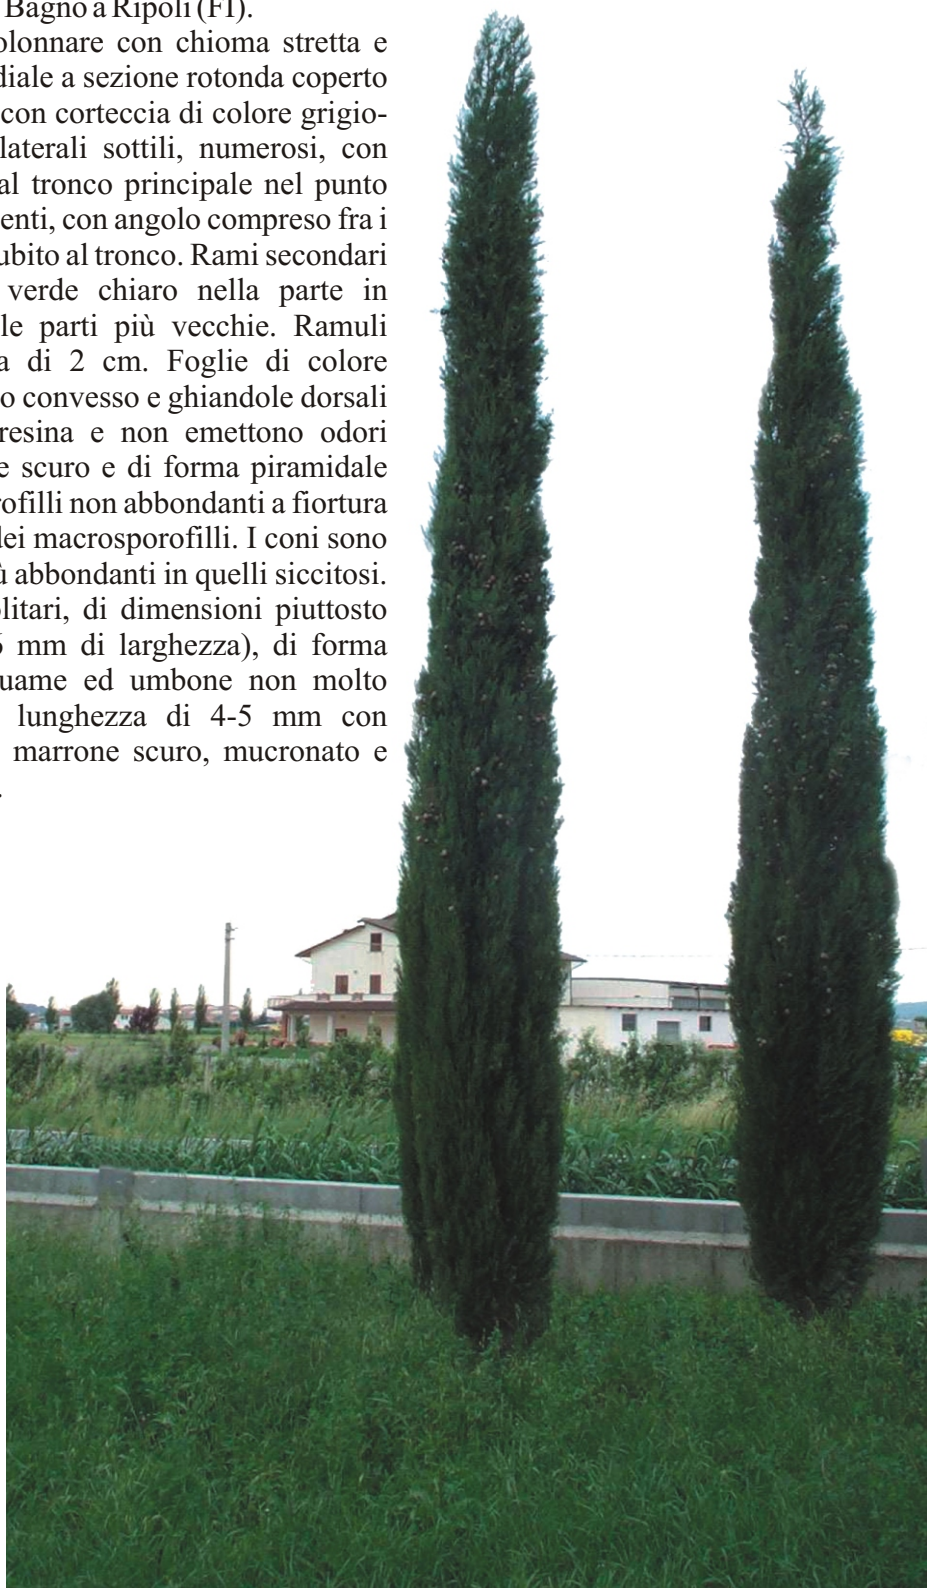 Bagno a Ripoli (FI).
olonnare con chioma stretta e
diale a sezione rotonda coperto
con corteccia di colore grigio-
laterali sottili, numerosi, con
al tronco principale nel punto
enti, con angolo compreso fra i
ubito al tronco. Rami secondari
verde chiaro nella parte in
le parti più vecchie. Ramuli
a di 2 cm. Foglie di colore
o convesso e ghiandole dorsali
resina e non emettono odori
e scuro e di forma piramidale
rofilli non abbondanti a fiortura
dei macrosporofilli. I coni sono
ù abbondanti in quelli siccitosi.
olitari, di dimensioni piuttosto
6 mm di larghezza), di forma
uame ed umbone non molto
lunghezza di 4-5 mm con
marrone scuro, mucronato e
.